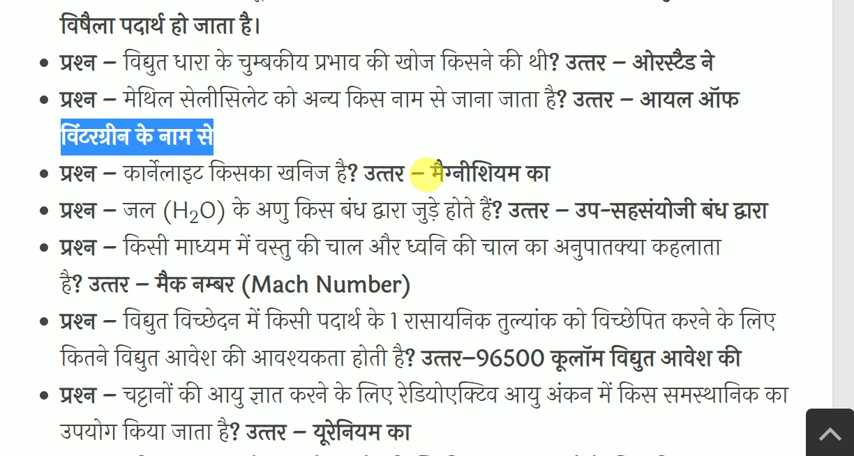 विषैला पदार्थ हो जाता है।
• प्रश्न – विद्युत धारा के चुम्बकीय प्रभाव की खोज किसने की थी? उत्तर – ओरस्टैड ने
• प्रश्न – मेथिल सेलीसिलेट को अन्य किस नाम से जाना जाता है? उत्तर – आयल ऑफ
विंटरग्रीन के नाम से
• प्रश्न – कार्नेलाइट किसका खनिज है? उत्तर – मैग्नीशियम का
• प्रश्न – जल (H₂O) के अणु किस बंध द्वारा जुड़े होते हैं? उत्तर – उप-सहसंयोजी बंध द्वारा
• प्रश्न – किसी माध्यम में वस्तु की चाल और ध्वनि की चाल का अनुपातक्या कहलाता
है? उत्तर – मैक नम्बर (Mach Number)
• प्रश्न – विद्युत विच्छेदन में किसी पदार्थ के 1 रासायनिक तुल्यांक को विच्छेपित करने के लिए
कितने विद्युत आवेश की आवश्यकता होती है? उत्तर–96500 कूलॉम विद्युत आवेश की
• प्रश्न – चट्टानों की आयु ज्ञात करने के लिए रेडियोएक्टिव आयु अंकन में किस समस्थानिक का
उपयोग किया जाता है? उत्तर – यूरेनियम का